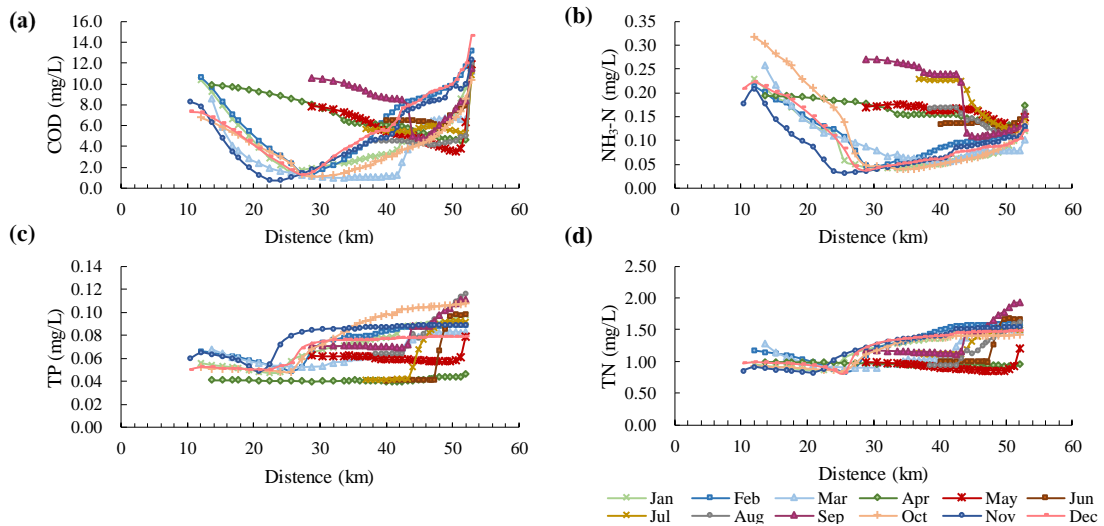 (a)
COD (mg/L)
16.0
14.0
12.0
10.0
8.0
6.0
4.0
2.0
0.0
0 10 20 30 40 50 60
Distence (km)
(b)
NH3-N (mg/L)
0.35
0.30
0.25
0.20
0.15
0.10
0.05
0.00
0 10 20 30 40 50 60
Distence (km)
(c)
TP (mg/L)
0.14
0.12
0.10
0.08
0.06
0.04
0.02
0.00
0 10 20 30 40 50 60
Distence (km)
(d)
TN (mg/L)
2.50
2.00
1.50
1.00
0.50
0.00
0 10 20 30 40 50 60
Distence (km)
Jan Feb Mar Apr May Jun
Jul Aug Sep Oct Nov Dec